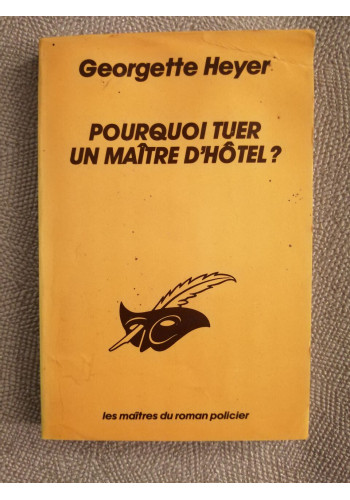 Georgette Heyer
POURQUOI TUER
UN MAÎTRE D'HÔTEL?
les maîtres du roman policier